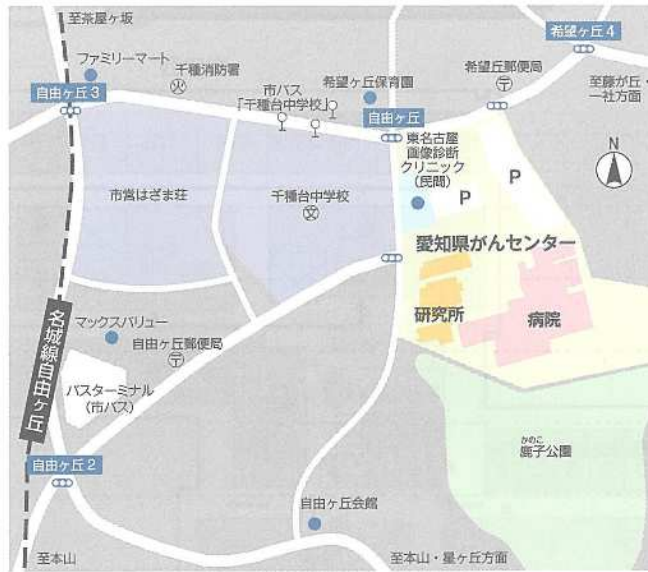 至茶屋ヶ坂
希望ヶ丘4
ファミリーマート
千種消防署
希望丘郵便局
市バス
「千種台中学校」
希望ヶ丘保育園
至藤が丘・
一社方面
自由ヶ丘3
自由ヶ丘
東名古屋
画像診断
クリニック
(民間)
P
P
N
市営はざま荘
千種台中学校
愛知県がんセンター
研究所
病院
名城線自由ヶ丘
マックスバリュー
自由ヶ丘郵便局
バスターミナル
(市バス)
かのこ
鹿子公園
自由ヶ丘2
自由ヶ丘会館
至本山
至本山・星ヶ丘方面